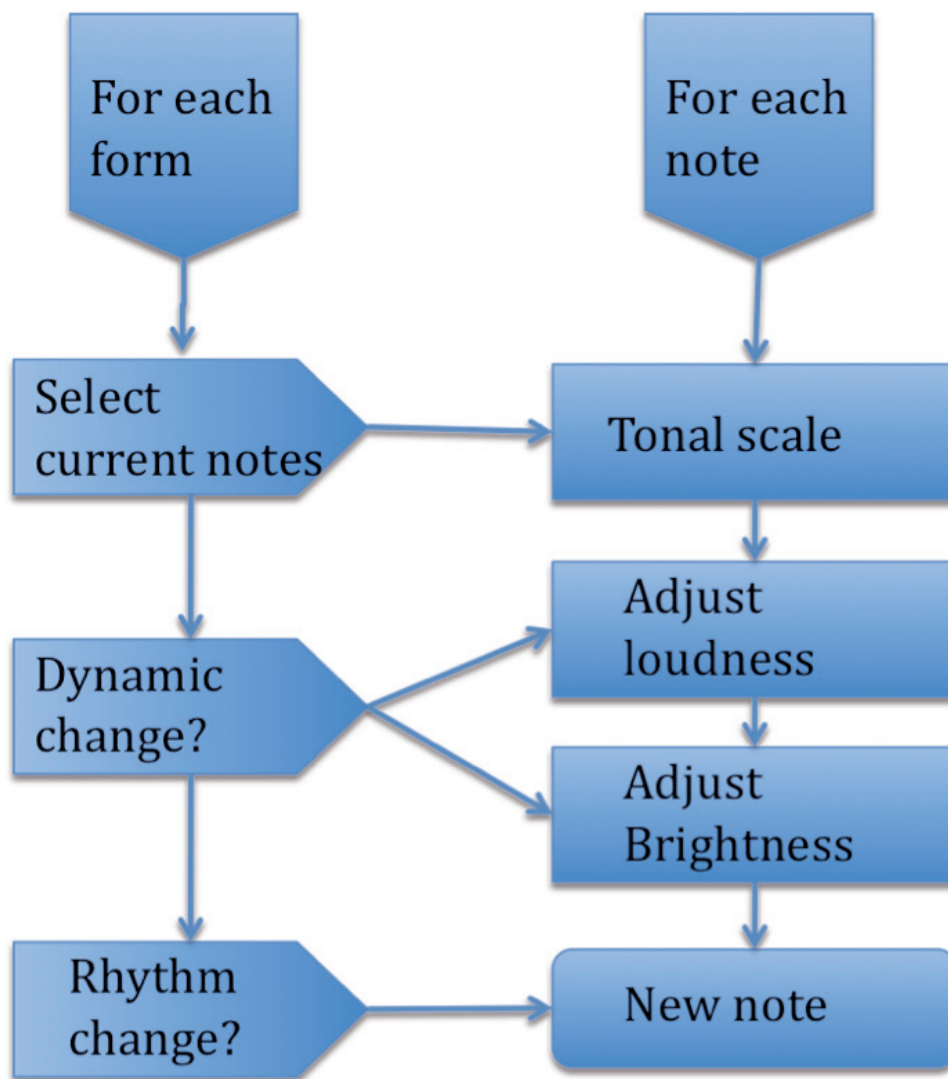 For each
form
For each
note
Select
current notes
Tonal scale
Dynamic
change?
Adjust
loudness
Adjust
Brightness
Rhythm
change?
New note